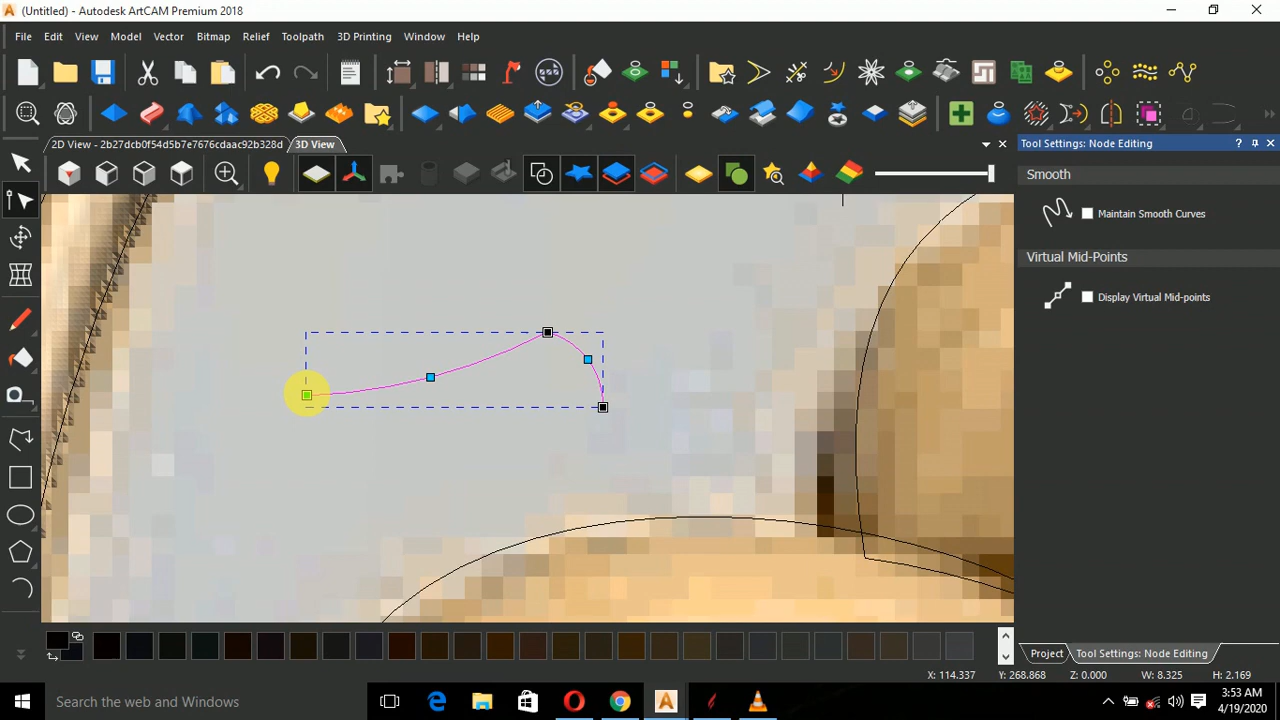 (Untitled) - Autodesk ArtCAM Premium 2018
File Edit View Model Vector Bitmap Relief Toolpath 3D Printing Window Help
2D View - 2b27dcb0f54d5b7e7676cdaac92b328d 3D View
Tool Settings: Node Editing
Smooth
Maintain Smooth Curves
Virtual Mid-Points
Display Virtual Mid-points
Project Tool Settings: Node Editing
X: 114.337 Y: 268.868 Z: 0.000 W: 8.325 H: 2.169
Search the web and Windows
3:53 AM
4/19/2020